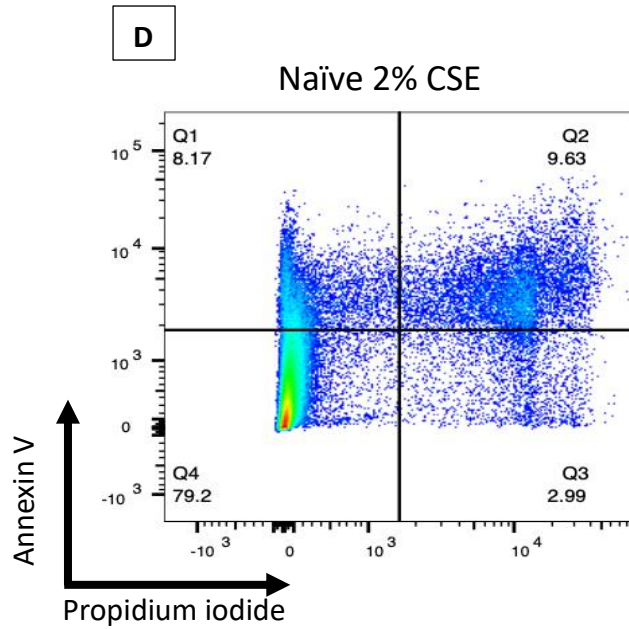 D
Naïve 2% CSE
Q1
8.17
Q2
9.63
10 5
10 4
10 3
0
-10 3
Q4
79.2
Q3
2.99
-10 3
0
10 3
10 4
Annexin V
Propidium iodide